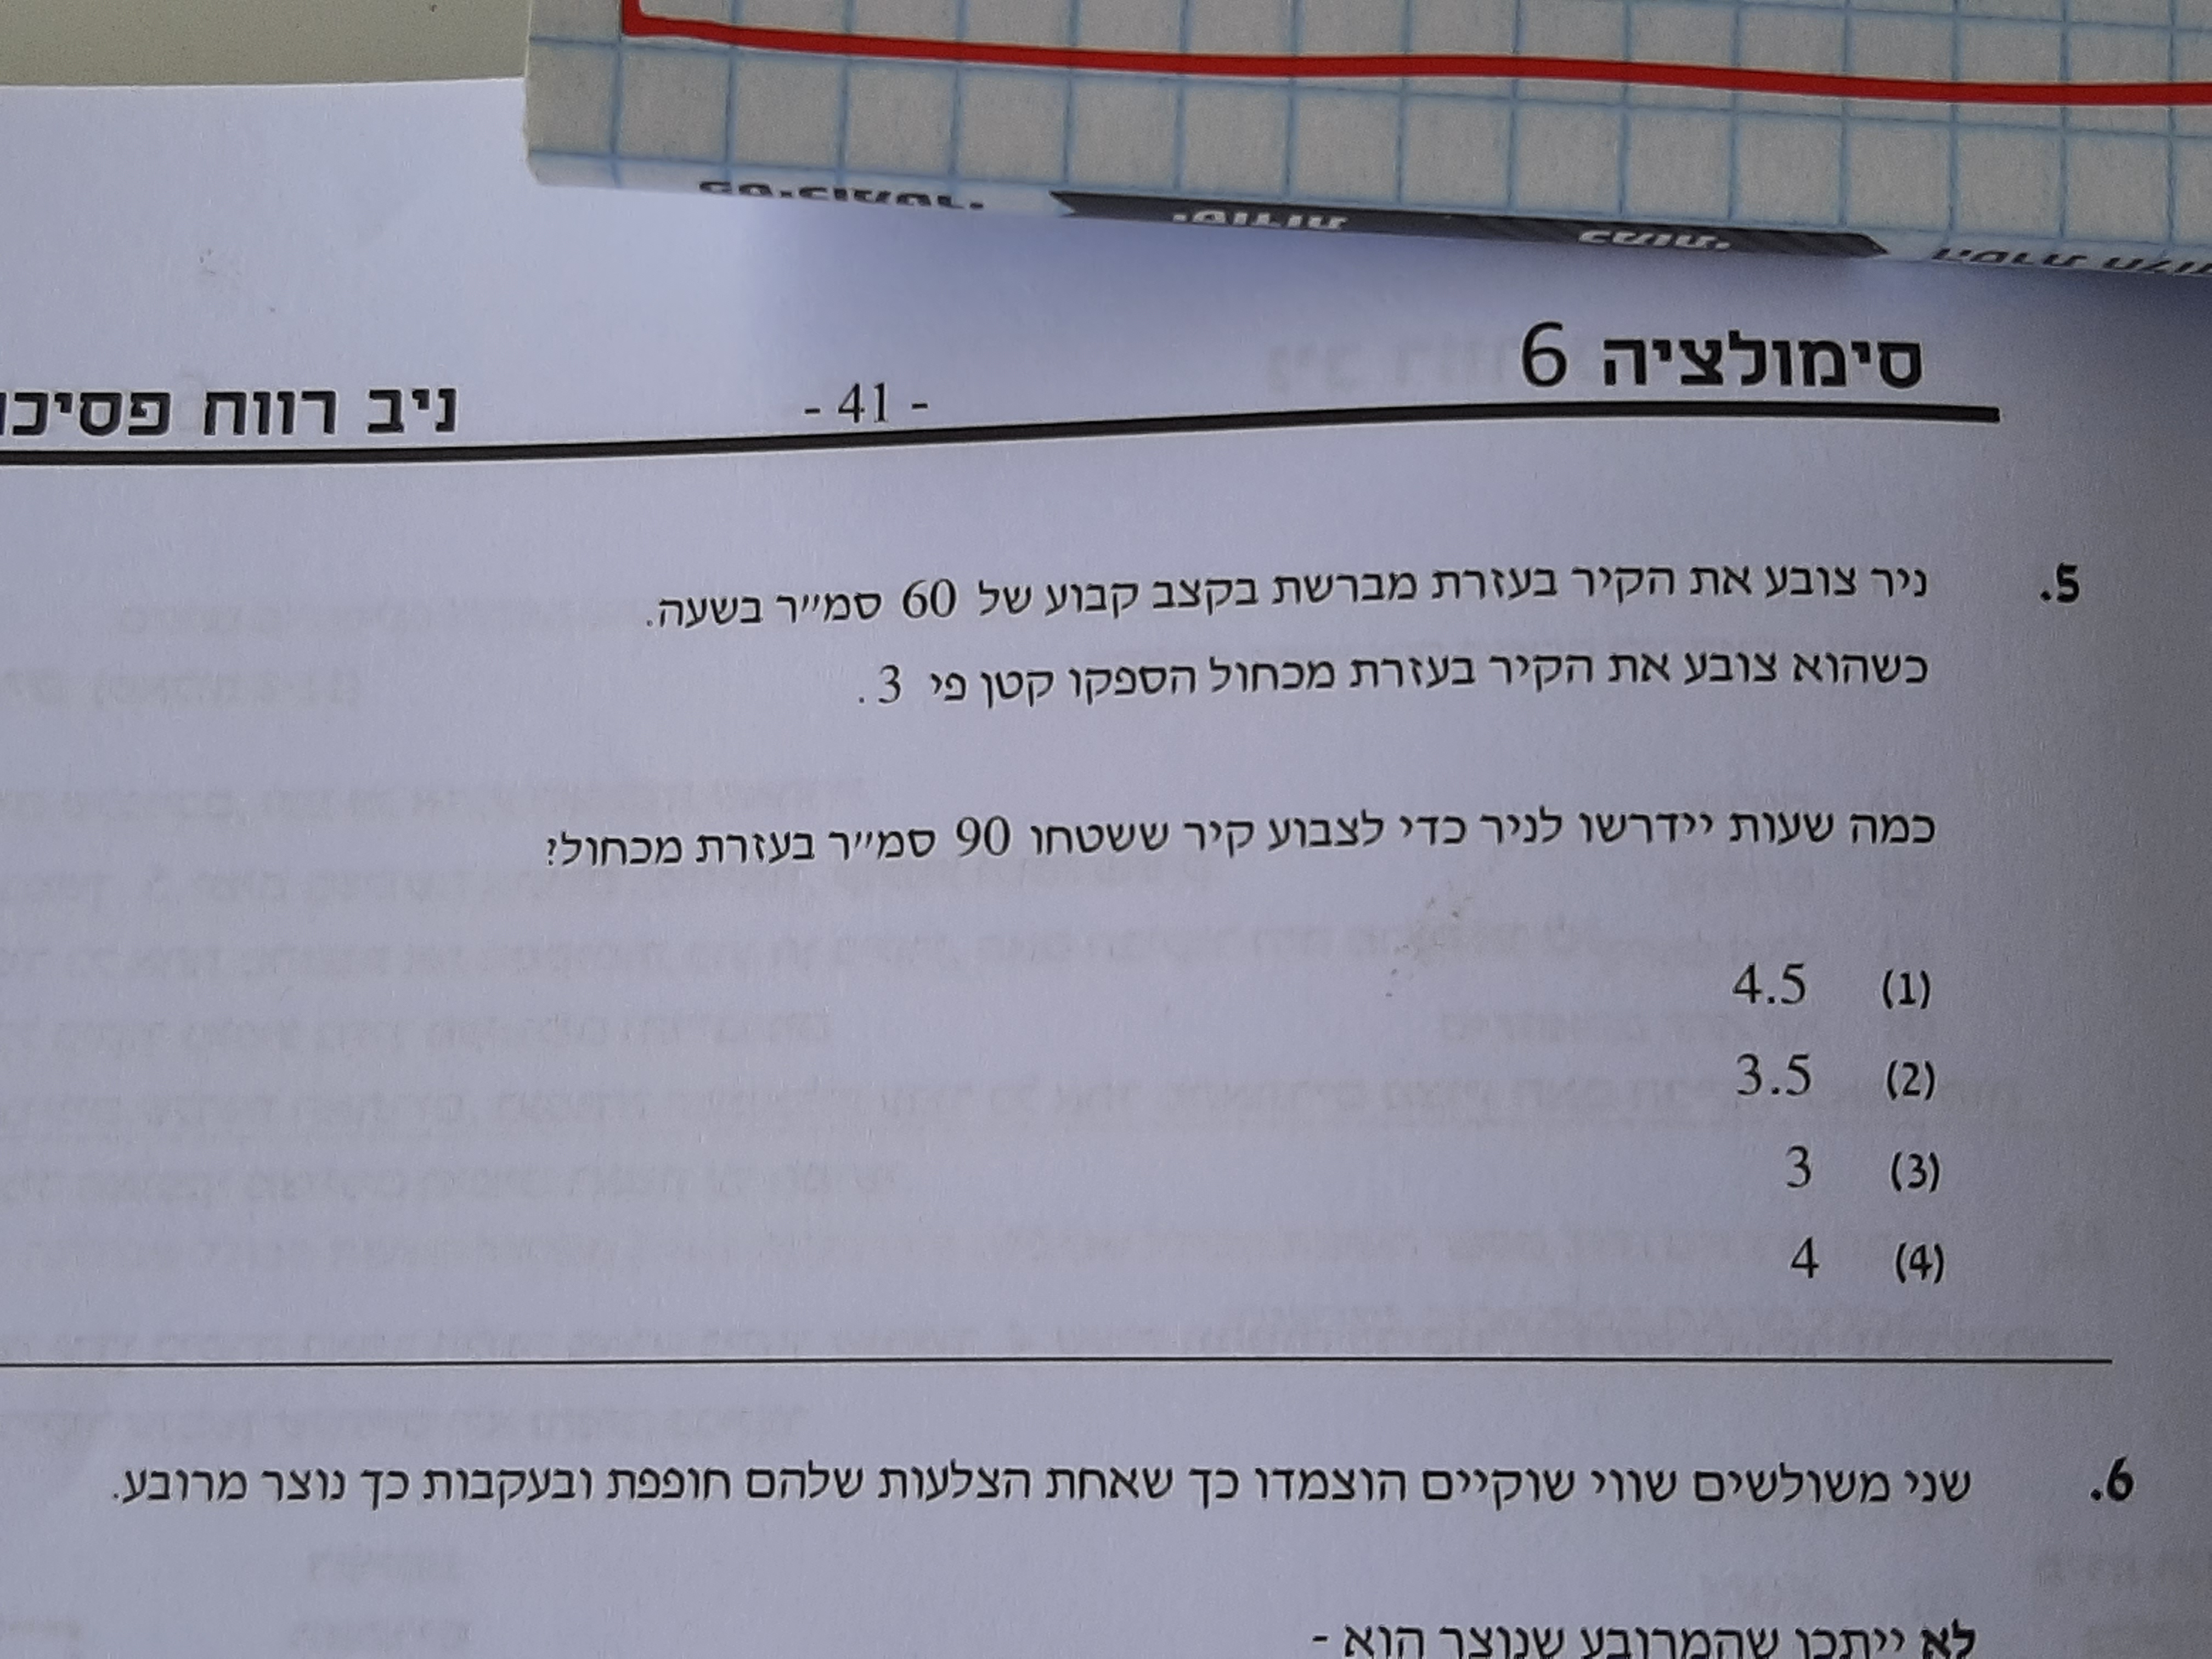 סימולציה 6
- 41 -
ניב רווח
5. ניר צובע את הקיר בעזרת מברשת בקצב קבוע של 60 סמ"ר בשעה.
כשהוא צובע את הקיר בעזרת מכחול הספקו קטן פי 3.
כמה שעות יידרשו לניר כדי לצבוע קיר ששטחו 90 סמ"ר בעזרת מכחול?
(1) 4.5
(2) 3.5
(3) 3
(4) 4
6. שני משולשים שווי שוקיים הוצמדו כך שאחת הצלעות שלהם חופפת ובעקבות כך נוצר מרובע.
לא ייתכן שהמרובע שנוצר הוא -